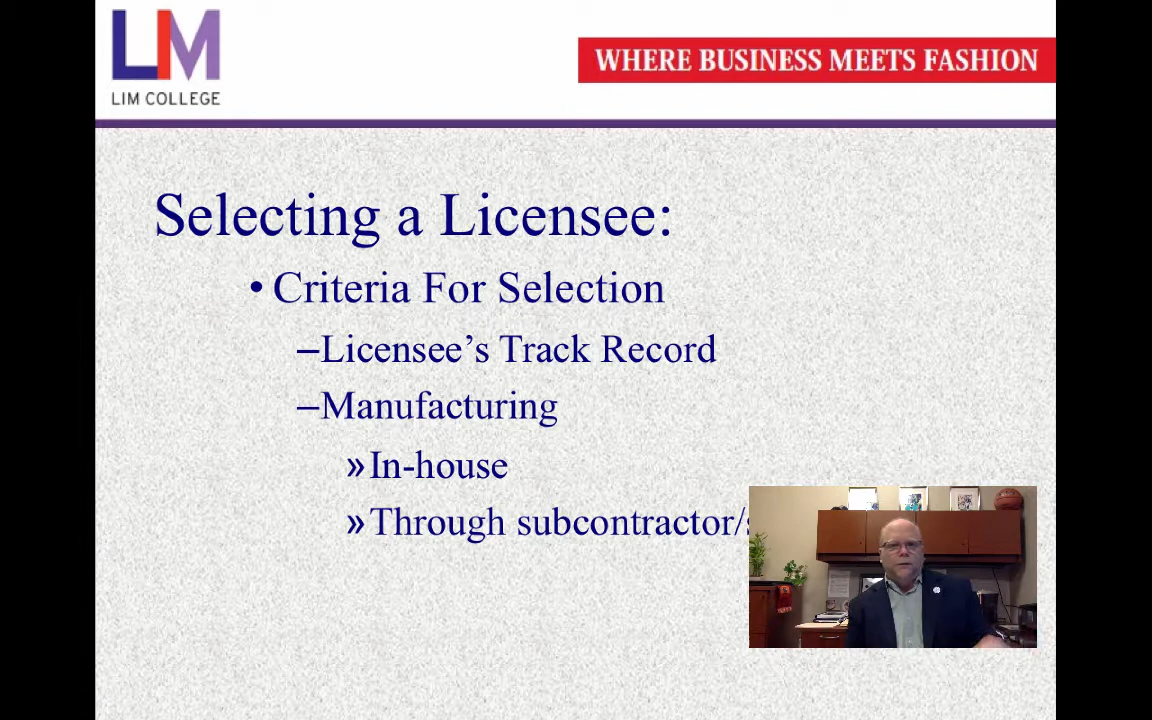 LIM
LIM COLLEGE
WHERE BUSINESS MEETS FASHION
Selecting a Licensee:
• Criteria For Selection
–Licensee’s Track Record
–Manufacturing
»In-house
»Through subcontractor/s